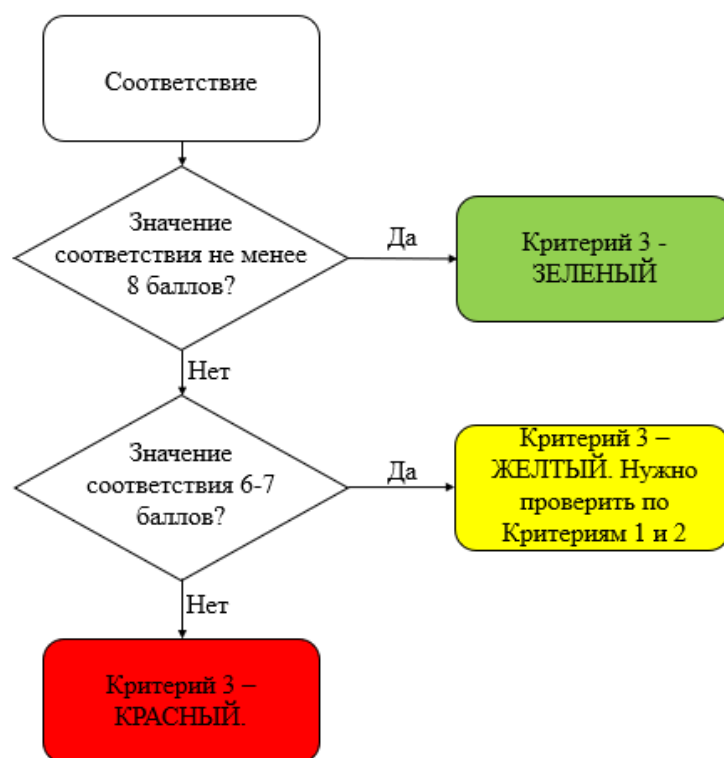 Соответствие
Значение
соответствия не менее
8 баллов?
Да
Критерий 3 -
ЗЕЛЕНЫЙ
Нет
Значение
соответствия 6-7
баллов?
Да
Критерий 3 –
ЖЕЛТЫЙ. Нужно
проверить по
Критериям 1 и 2
Нет
Критерий 3 –
КРАСНЫЙ.